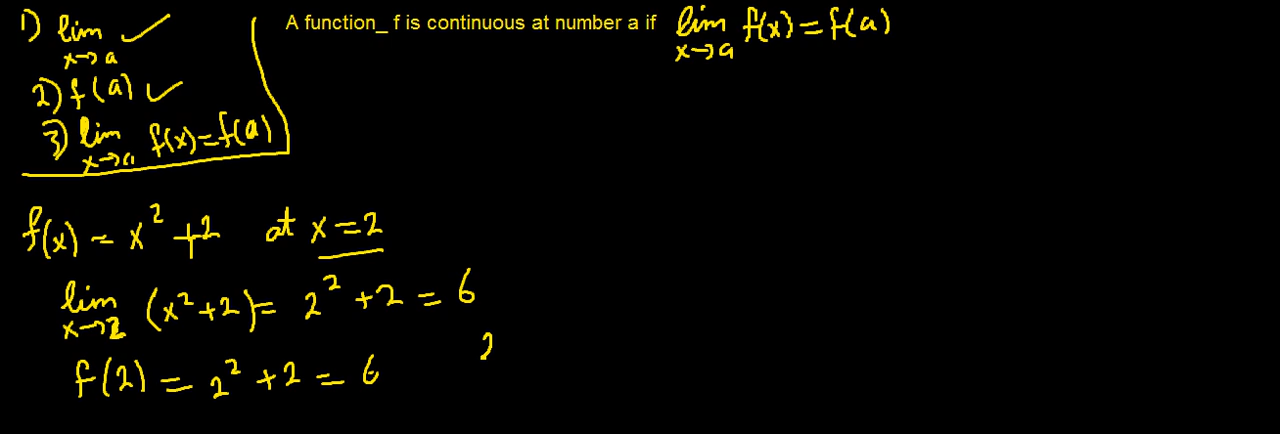 A function_ f is continuous at number a if lim x→a f(x)=f(a)
1) lim x→a ✓
2) f(a) ✓
3) lim x→a f(x)=f(a)
f(x) = x² +2 at x=2
lim x→2 (x²+2)= 2² +2 = 6
f(2) = 2² +2 = 6